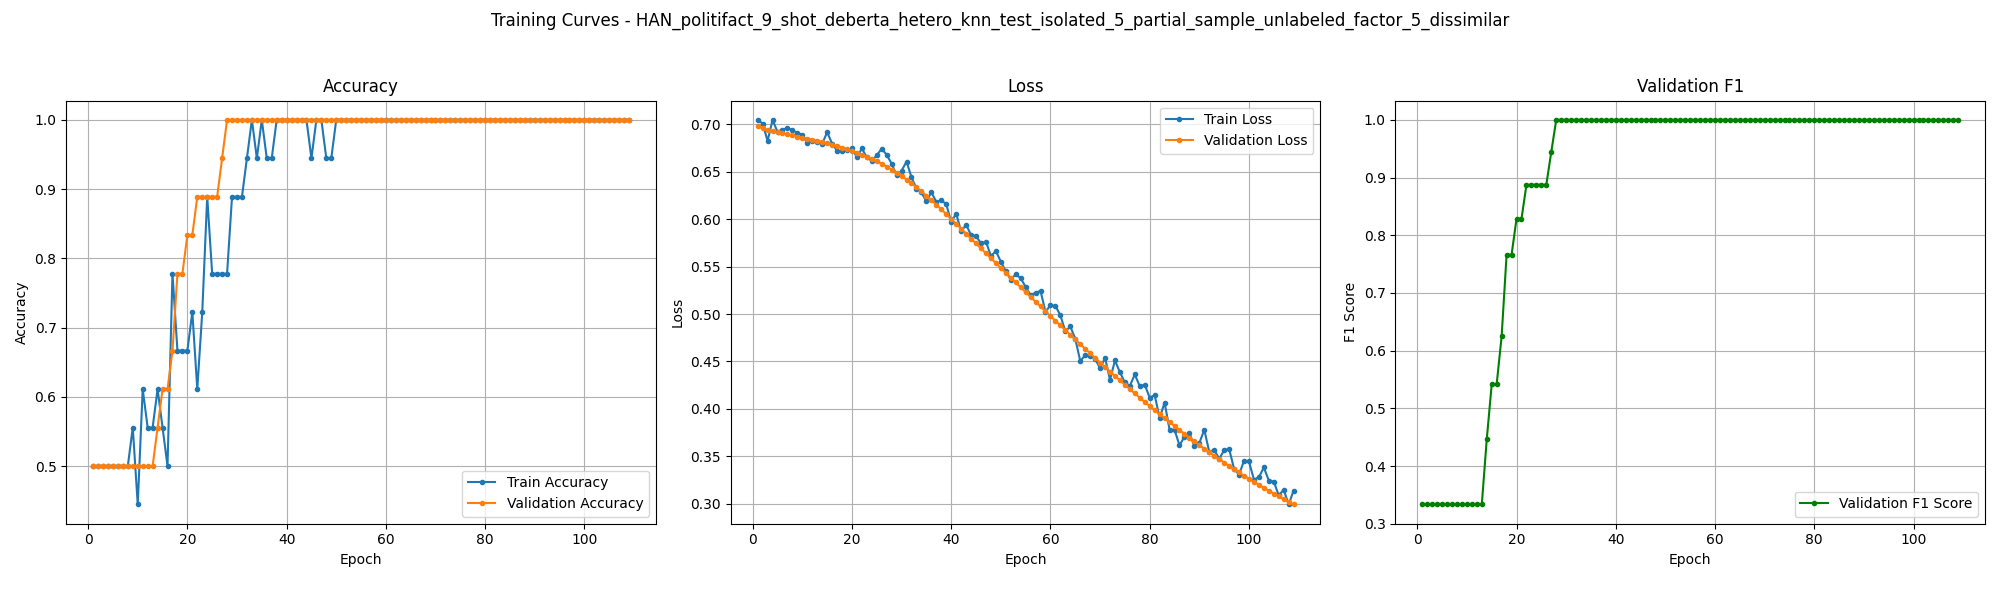 Training Curves - HAN_politifact_9_shot_deberta_hetero_knn_test_isolated_5_partial_sample_unlabeled_factor_5_dissimilar
Accuracy
1.0
0.9
0.8
0.7
0.6
0.5
Accuracy
0 20 40 60 80 100
Epoch
Train Accuracy
Validation Accuracy
Loss
0.70
0.65
0.60
0.55
0.50
0.45
0.40
0.35
0.30
Loss
0 20 40 60 80 100
Epoch
Train Loss
Validation Loss
Validation F1
1.0
0.9
0.8
0.7
0.6
0.5
0.4
0.3
F1 Score
0 20 40 60 80 100
Epoch
Validation F1 Score